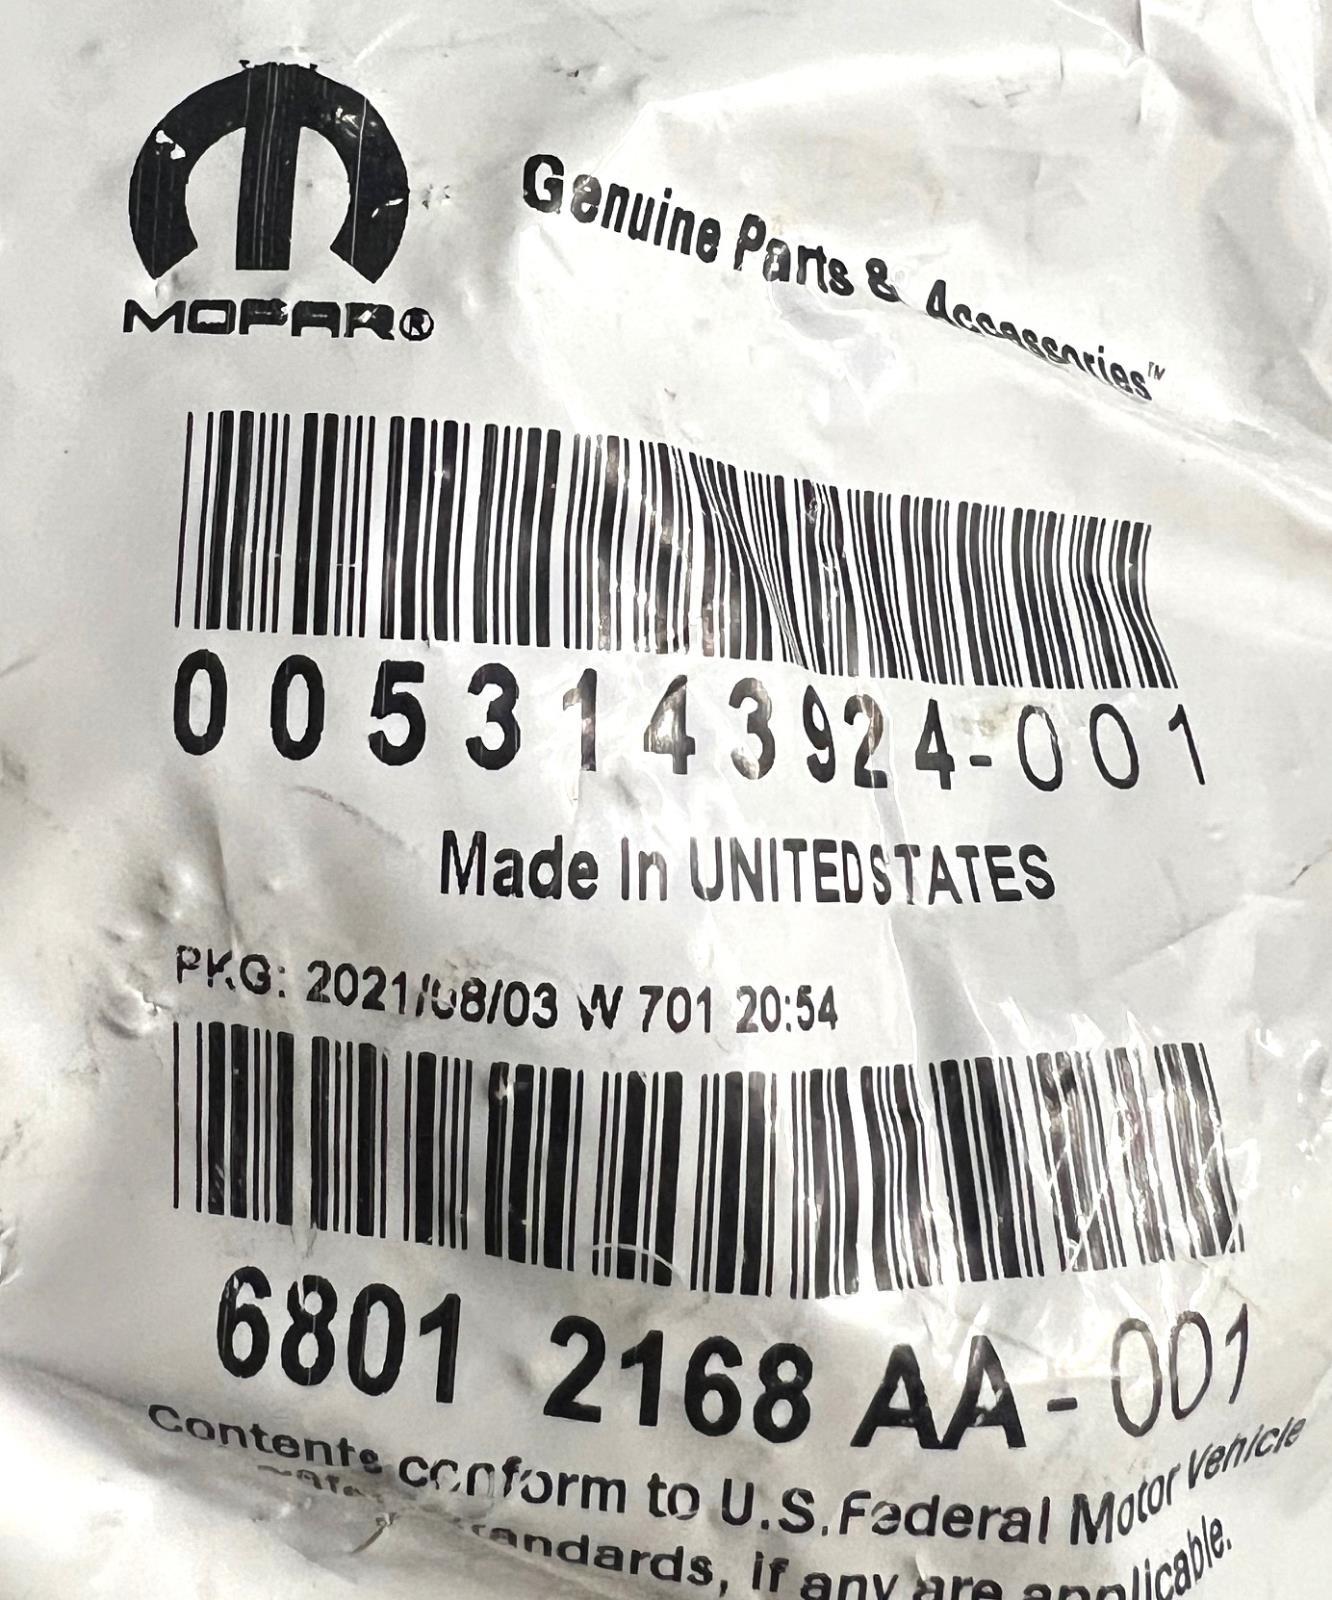 MOPAR®
Genuine Parts & Accessories™
0053143924-001
Made In UNITEDSTATES
PKG: 2021/08/03 W 701 20:54
6801 2168 AA-001
Contents conform to U.S. Federal Motor Vehicle
Standards, if any are applicable.